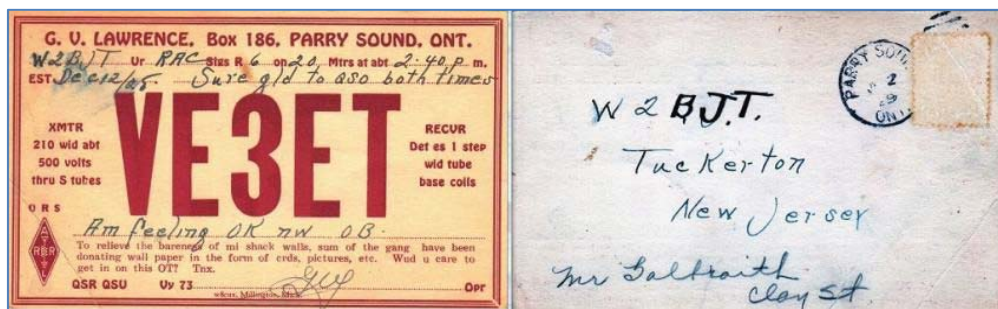 G. V. LAWRENCE. Box 186, PARRY SOUND, ONT.
W2BJT Ur RAC Sigs R 6 on 20 Mtrs at abt 2.40 p m.
EST. Dec 12/28 Sure gld to qso both times
VE3ET
XMTR
210 wid abt
500 volts
thru S tubes
RECVR
Det es 1 step
wid tube
base coils
O R S
Am feeling OK nw OB.
To relieve the bareness of mi shack walls, sum of the gang have been
donating wall paper in the form of crds, pictures, etc. Wud u care to
get in on this OT? Tnx.
QSR QSU Vy 73 Opr
Millington, Mich.
PARRY SOUND
ONT
W2BJT.
Tuckerton
New Jersey
Mr Galbraith
Clay St